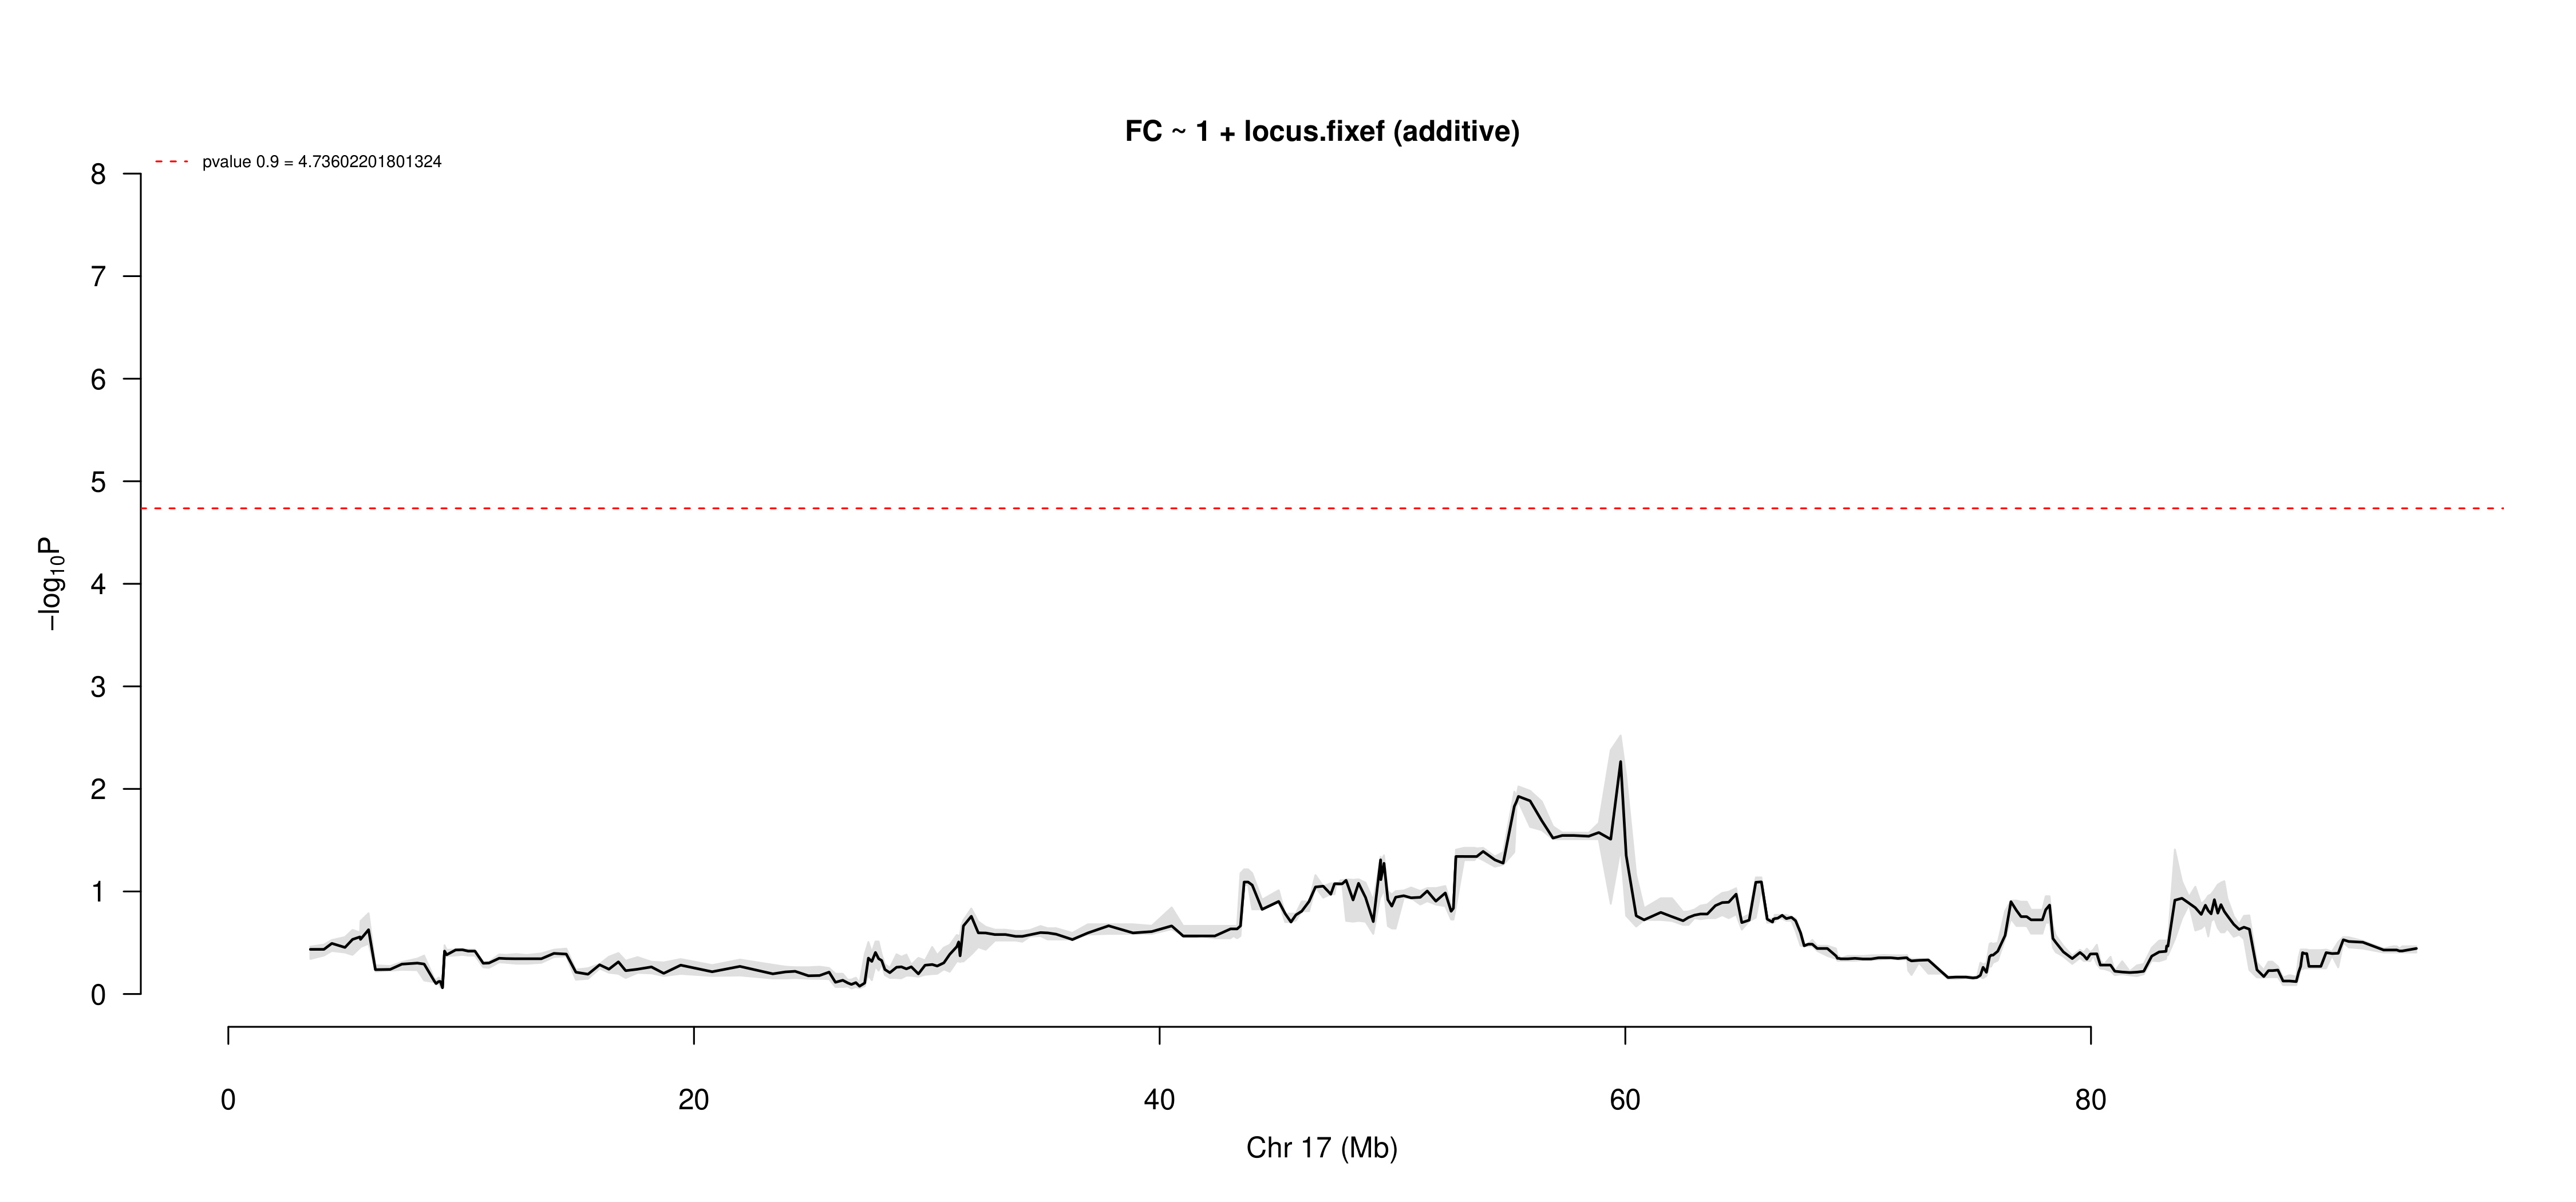 FC ~ 1 + locus.fixef (additive)
pvalue 0.9 = 4.73602201801324
8
7
6
5
4
3
2
1
0
−log10P
0 20 40 60 80
Chr 17 (Mb)